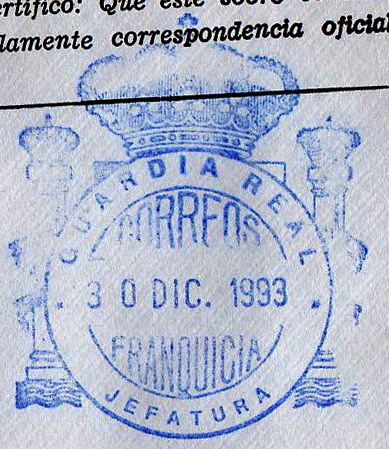 ertifico: Que este sobre
lamente correspondencia oficial
GUARDIA REAL
CORREOS
30 DIC. 1993
FRANQUICIA
JEFATURA